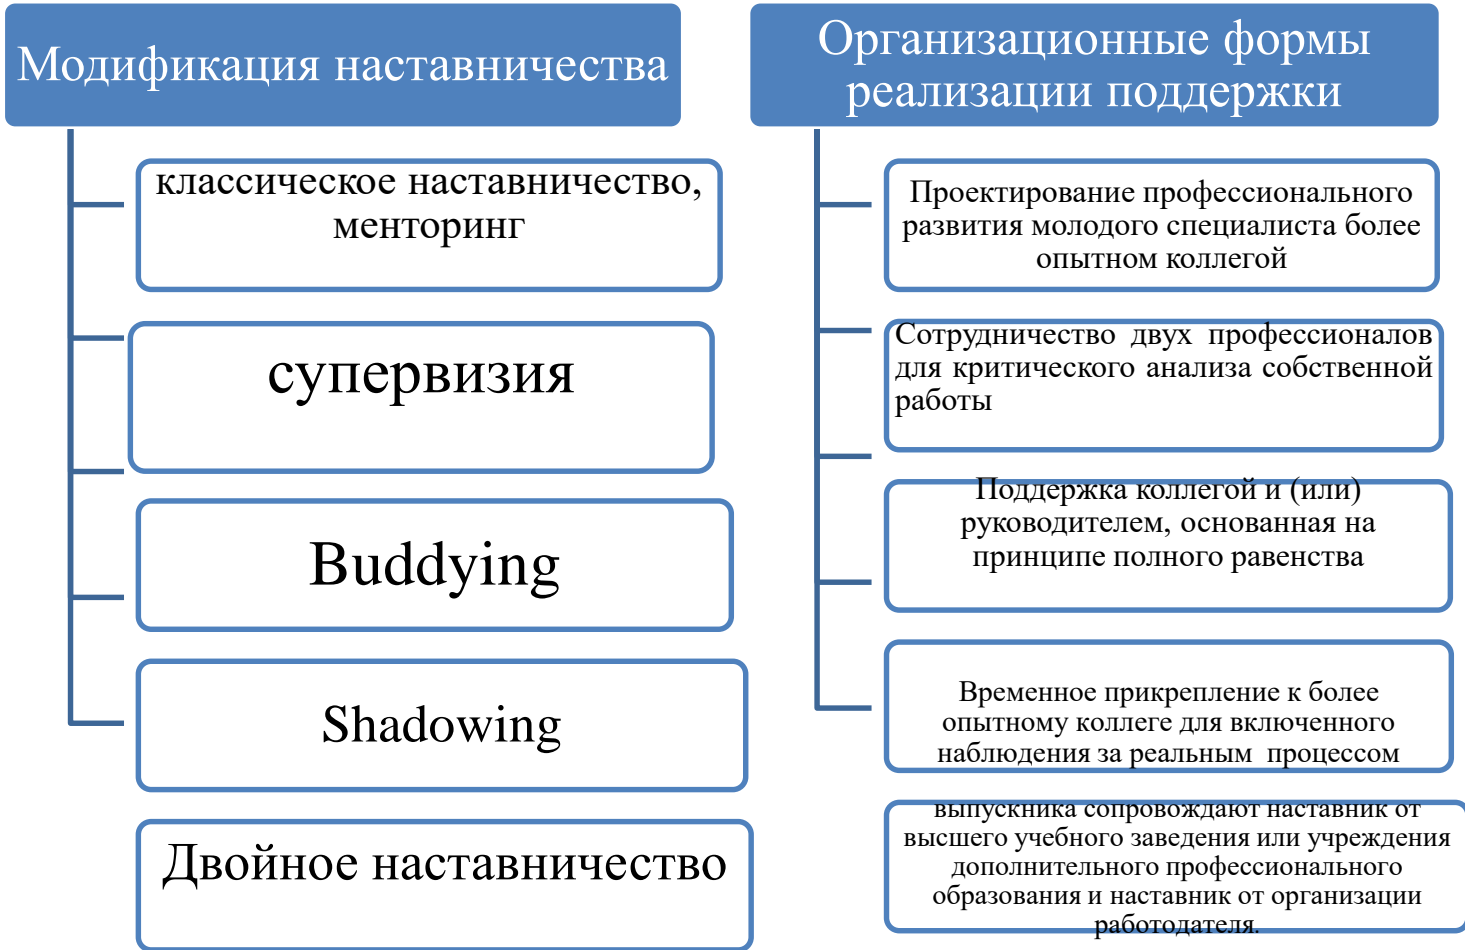 Модификация наставничества
классическое наставничество,
менторинг
супервизия
Buddying
Shadowing
Двойное наставничество
Организационные формы
реализации поддержки
Проектирование профессионального
развития молодого специалиста более
опытном коллегой
Сотрудничество двух профессионалов
для критического анализа собственной
работы
Поддержка коллегой и (или)
руководителем, основанная на
принципе полного равенства
Временное прикрепление к более
опытному коллеге для включенного
наблюдения за реальным процессом
выпускника сопровождают наставник от
высшего учебного заведения или учреждения
дополнительного профессионального
образования и наставник от организации
работодателя.